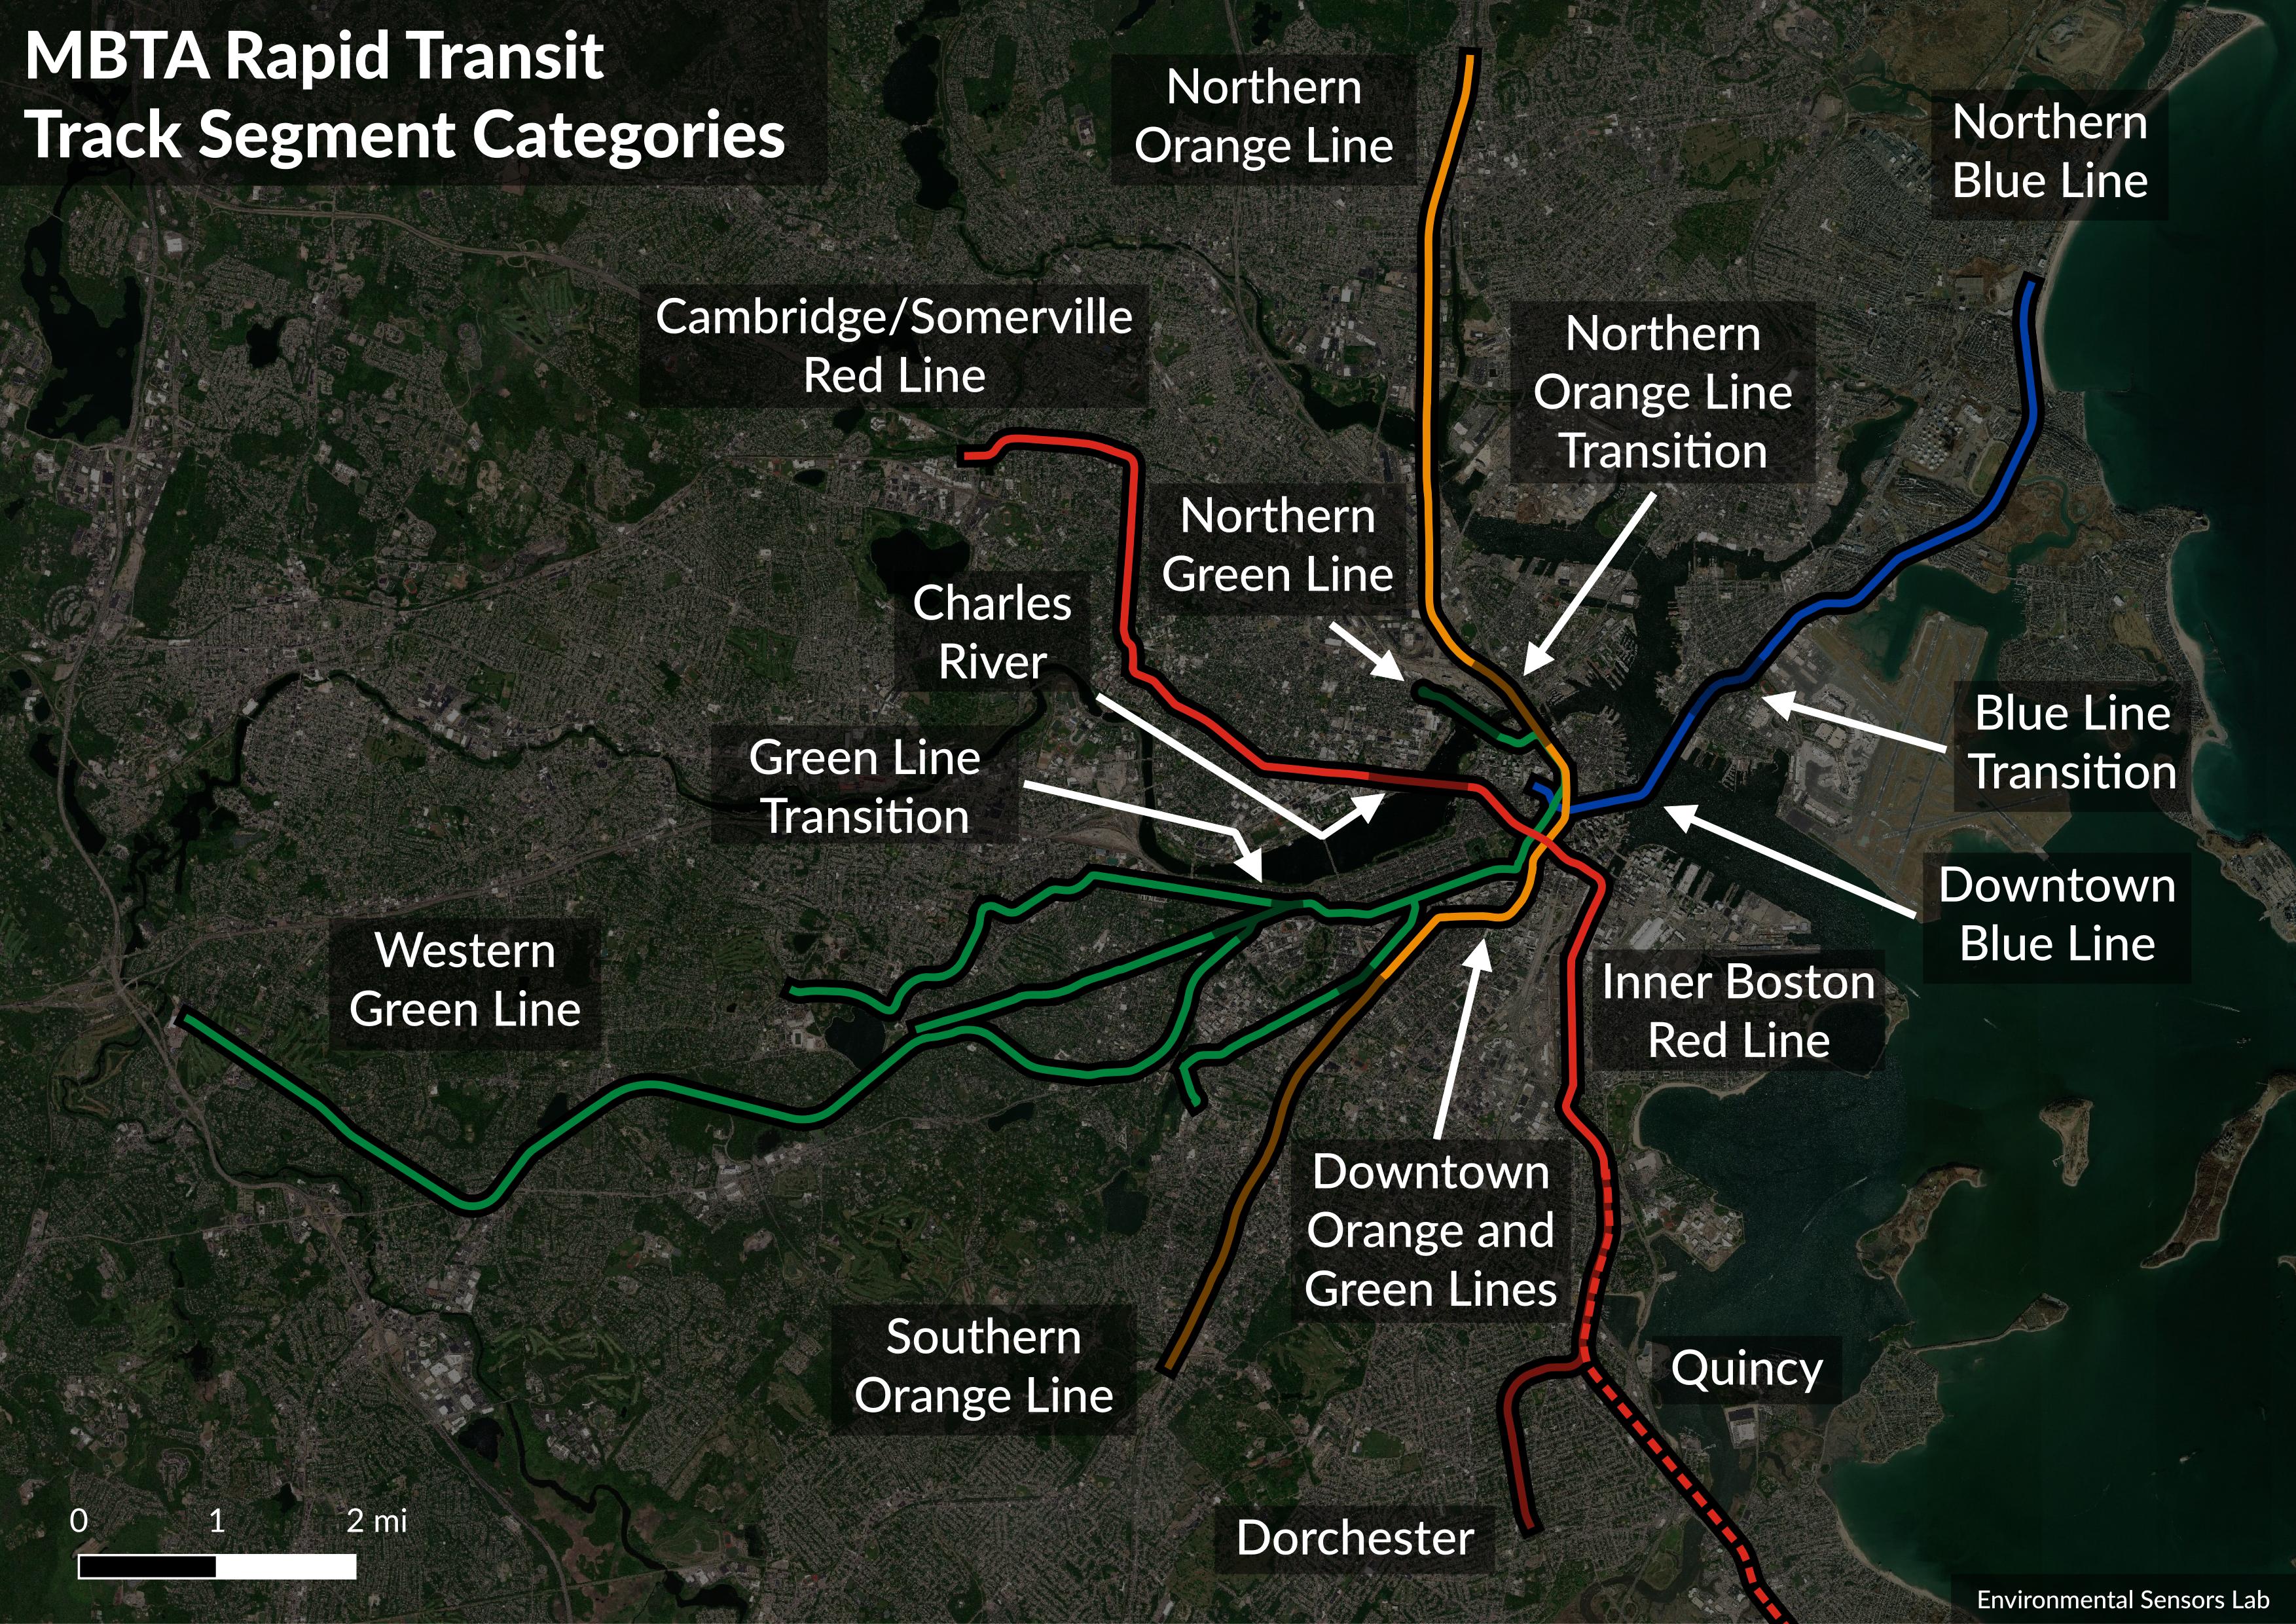 MBTA Rapid Transit
Track Segment Categories
Northern
Orange Line
Northern
Blue Line
Cambridge/Somerville
Red Line
Northern
Orange Line
Transition
Northern
Green Line
Charles
River
Green Line
Transition
Blue Line
Transition
Downtown
Blue Line
Western
Green Line
Inner Boston
Red Line
Downtown
Orange and
Green Lines
Southern
Orange Line
Quincy
Dorchester
0 1 2 mi
Environmental Sensors Lab